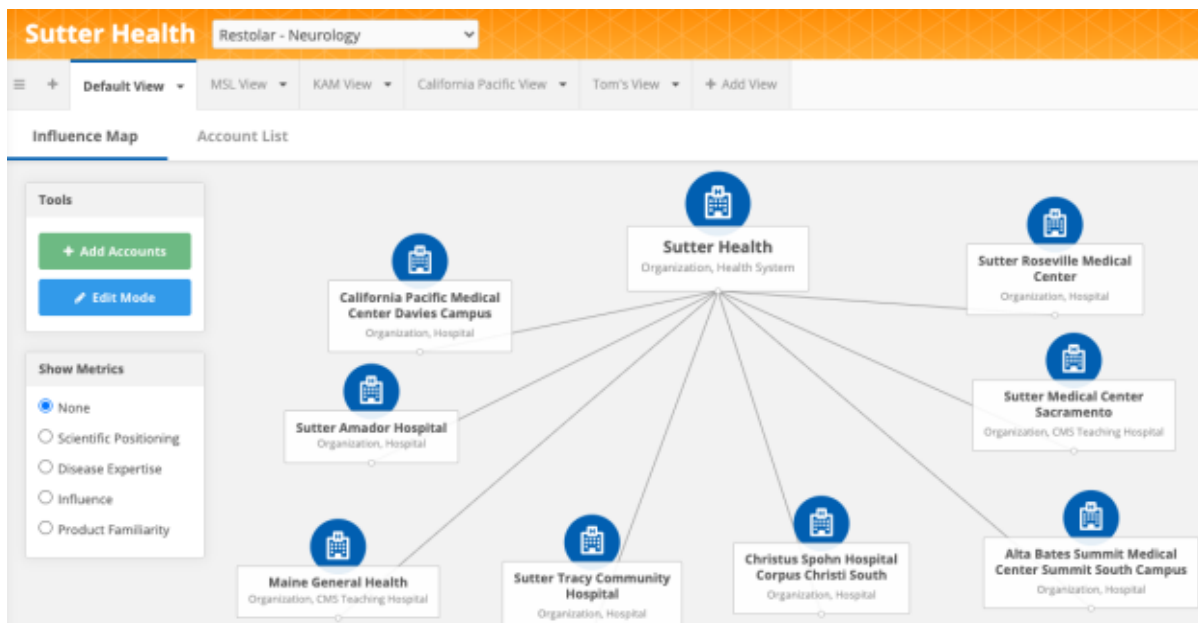 Sutter Health Restolar - Neurology
Default View MSL View KAM View California Pacific View Tom's View + Add View
Influence Map Account List
Tools
+ Add Accounts
Edit Mode
Show Metrics
None
Scientific Positioning
Disease Expertise
Influence
Product Familiarity
Sutter Health
Organization, Health System
California Pacific Medical
Center Davies Campus
Organization, Hospital
Sutter Roseville Medical
Center
Organization, Hospital
Sutter Amador Hospital
Organization, Hospital
Sutter Medical Center
Sacramento
Organization, CMS Teaching Hospital
Maine General Health
Organization, CMS Teaching Hospital
Sutter Tracy Community
Hospital
Organization, Hospital
Christus Spohn Hospital
Corpus Christi South
Organization, Hospital
Alta Bates Summit Medical
Center Summit South Campus
Organization, Hospital